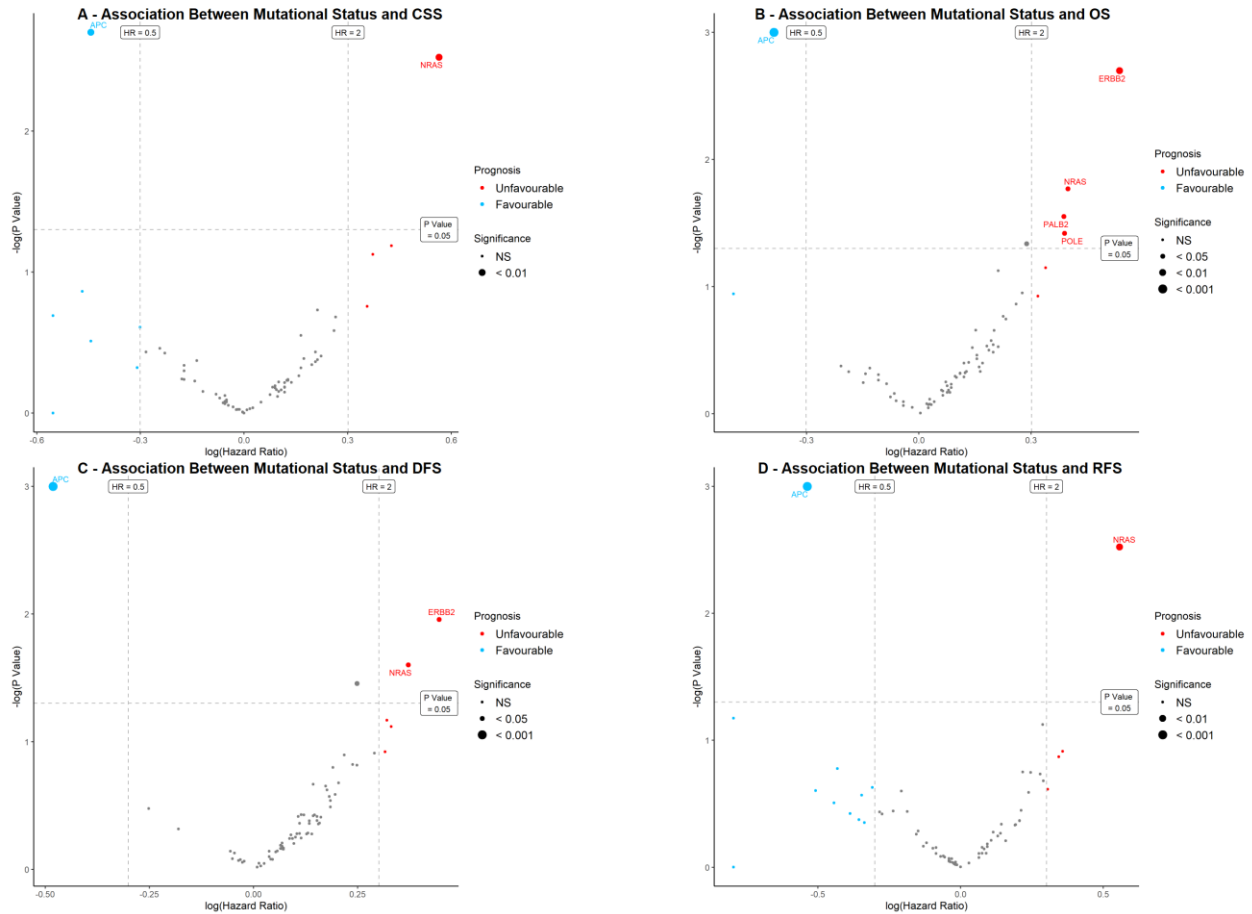 A - Association Between Mutational Status and CSS
APC
HR = 0.5
HR = 2
NRAS
2
1
0
-log(P Value)
P Value
= 0.05
-0.6
-0.3
0.0
0.3
0.6
log(Hazard Ratio)
Prognosis
Unfavourable
Favourable
Significance
NS
< 0.01
B - Association Between Mutational Status and OS
3
APC
HR = 0.5
HR = 2
ERBB2
2
NRAS
PALB2
POLE
1
0
-log(P Value)
P Value
= 0.05
-0.3
0.0
0.3
log(Hazard Ratio)
Prognosis
Unfavourable
Favourable
Significance
NS
< 0.05
< 0.01
< 0.001
C - Association Between Mutational Status and DFS
3
APC
HR = 0.5
HR = 2
2
ERBB2
NRAS
1
0
-log(P Value)
P Value
= 0.05
-0.50
-0.25
0.00
0.25
log(Hazard Ratio)
Prognosis
Unfavourable
Favourable
Significance
NS
< 0.05
< 0.001
D - Association Between Mutational Status and RFS
3
APC
HR = 0.5
HR = 2
NRAS
2
1
0
-log(P Value)
P Value
= 0.05
-0.5
0.0
0.5
log(Hazard Ratio)
Prognosis
Unfavourable
Favourable
Significance
NS
< 0.01
< 0.001